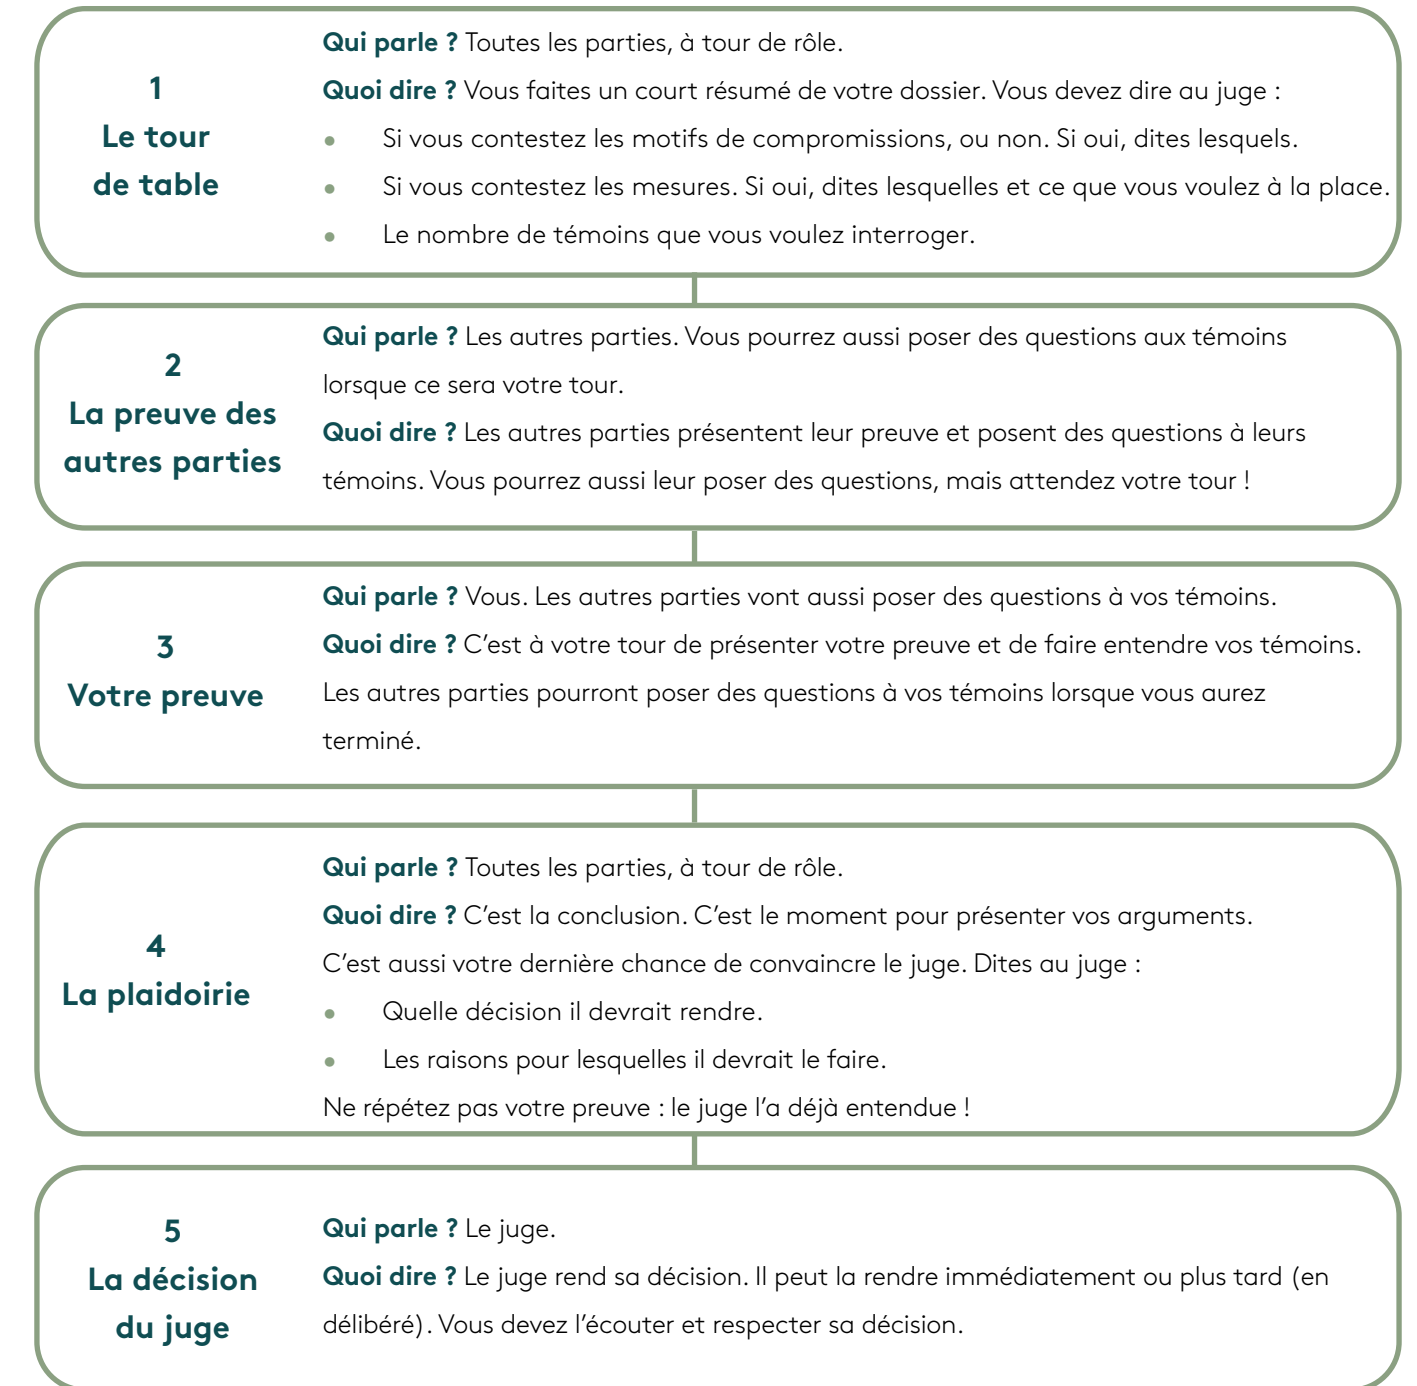 1
Le tour
de table
Qui parle ? Toutes les parties, à tour de rôle.
Quoi dire ? Vous faites un court résumé de votre dossier. Vous devez dire au juge :
• Si vous contestez les motifs de compromissions, ou non. Si oui, dites lesquels.
• Si vous contestez les mesures. Si oui, dites lesquelles et ce que vous voulez à la place.
• Le nombre de témoins que vous voulez interroger.
2
La preuve des
autres parties
Qui parle ? Les autres parties. Vous pourrez aussi poser des questions aux témoins
lorsque ce sera votre tour.
Quoi dire ? Les autres parties présentent leur preuve et posent des questions à leurs
témoins. Vous pourrez aussi leur poser des questions, mais attendez votre tour !
3
Votre preuve
Qui parle ? Vous. Les autres parties vont aussi poser des questions à vos témoins.
Quoi dire ? C’est à votre tour de présenter votre preuve et de faire entendre vos témoins.
Les autres parties pourront poser des questions à vos témoins lorsque vous aurez
terminé.
4
La plaidoirie
Qui parle ? Toutes les parties, à tour de rôle.
Quoi dire ? C’est la conclusion. C’est le moment pour présenter vos arguments.
C’est aussi votre dernière chance de convaincre le juge. Dites au juge :
• Quelle décision il devrait rendre.
• Les raisons pour lesquelles il devrait le faire.
Ne répétez pas votre preuve : le juge l’a déjà entendue !
5
La décision
du juge
Qui parle ? Le juge.
Quoi dire ? Le juge rend sa décision. Il peut la rendre immédiatement ou plus tard (en
délibéré). Vous devez l’écouter et respecter sa décision.